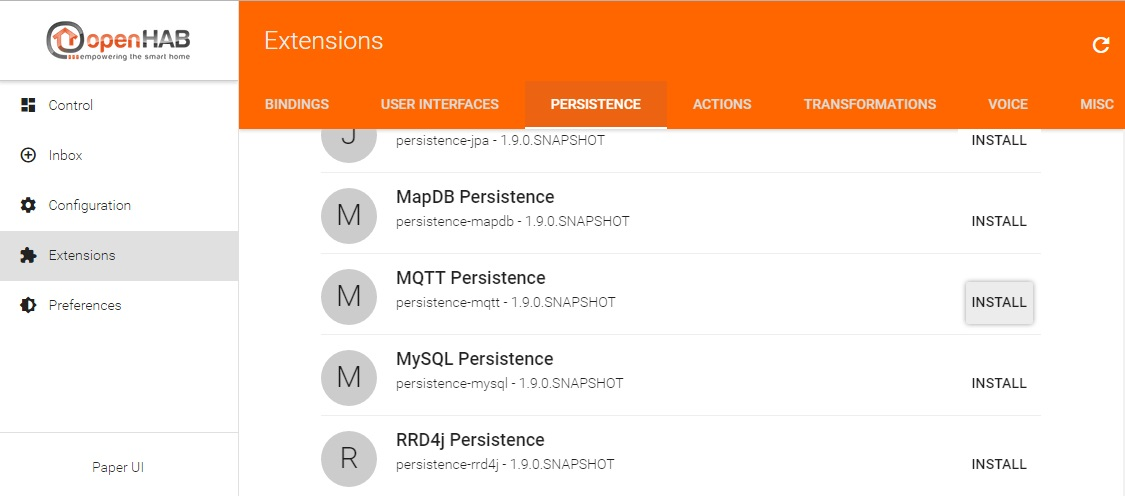 openHAB
empowering the smart home
Extensions
BINDINGS USER INTERFACES PERSISTENCE ACTIONS TRANSFORMATIONS VOICE MISC
Control
Inbox
Configuration
Extensions
Preferences
Paper UI
J
persistence-jpa - 1.9.0.SNAPSHOT
INSTALL
M
MapDB Persistence
persistence-mapdb - 1.9.0.SNAPSHOT
INSTALL
M
MQTT Persistence
persistence-mqtt - 1.9.0.SNAPSHOT
INSTALL
M
MySQL Persistence
persistence-mysql - 1.9.0.SNAPSHOT
INSTALL
R
RRD4j Persistence
persistence-rrd4j - 1.9.0.SNAPSHOT
INSTALL